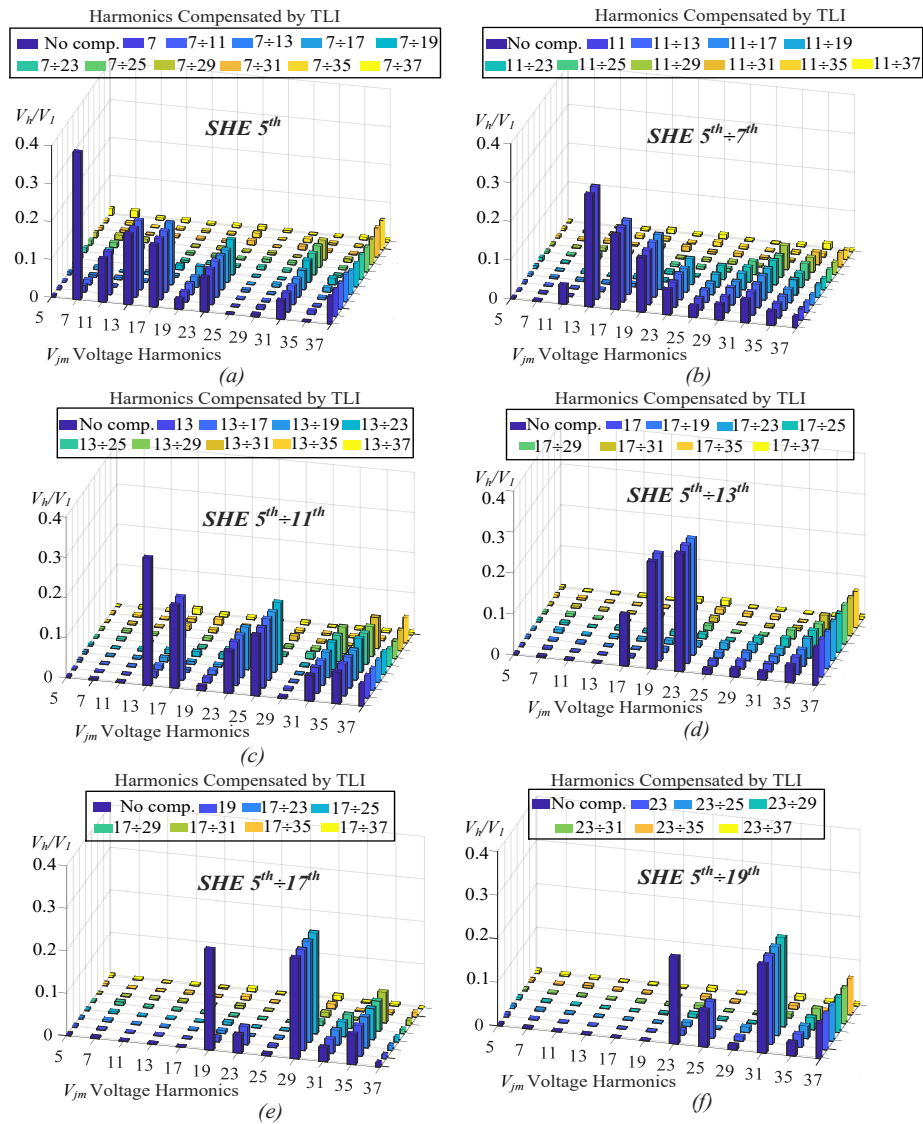 Harmonics Compensated by TLI
No comp. 7 7÷11 7÷13 7÷17 7÷19
7÷23 7÷25 7÷29 7÷31 7÷35 7÷37
V_h/V_1
SHE 5^th
0.4
0.3
0.2
0.1
0
5 7 11 13 17 19 23 25 29 31 35 37
V_jm Voltage Harmonics
(a)
Harmonics Compensated by TLI
No comp. 11 11÷13 11÷17 11÷19
11÷23 11÷25 11÷29 11÷31 11÷35 11÷37
V_h/V_1
SHE 5^th÷7^th
0.4
0.3
0.2
0.1
0
5 7 11 13 17 19 23 25 29 31 35 37
V_jm Voltage Harmonics
(b)
Harmonics Compensated by TLI
No comp. 13 13÷17 13÷19 13÷23
13÷25 13÷29 13÷31 13÷35 13÷37
V_h/V_1
SHE 5^th÷11^th
0.4
0.3
0.2
0.1
0
5 7 11 13 17 19 23 25 29 31 35 37
V_jm Voltage Harmonics
(c)
Harmonics Compensated by TLI
No comp. 17 17÷19 17÷23 17÷25
17÷29 17÷31 17÷35 17÷37
V_h/V_1
SHE 5^th÷13^th
0.4
0.3
0.2
0.1
0
5 7 11 13 17 19 23 25 29 31 35 37
V_jm Voltage Harmonics
(d)
Harmonics Compensated by TLI
No comp. 19 17÷23 17÷25
17÷29 17÷31 17÷35 17÷37
V_h/V_1
SHE 5^th÷17^th
0.4
0.3
0.2
0.1
0
5 7 11 13 17 19 23 25 29 31 35 37
V_jm Voltage Harmonics
(e)
Harmonics Compensated by TLI
No comp. 23 23÷25 23÷29
23÷31 23÷35 23÷37
V_h/V_1
SHE 5^th÷19^th
0.4
0.3
0.2
0.1
0
5 7 11 13 17 19 23 25 29 31 35 37
V_jm Voltage Harmonics
(f)